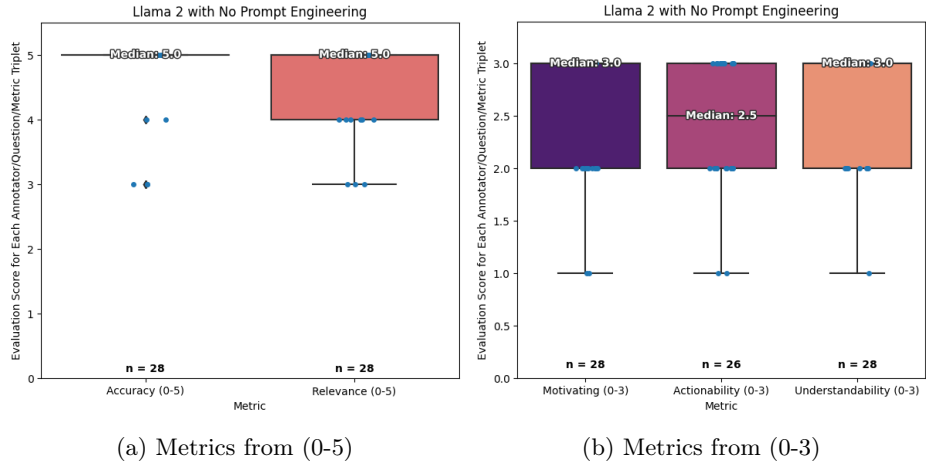 Llama 2 with No Prompt Engineering
Evaluation Score for Each Annotator/Question/Metric Triplet
5
4
3
2
1
0
Median: 5.0
Median: 5.0
n = 28
n = 28
Accuracy (0-5)
Relevance (0-5)
Metric
(a) Metrics from (0-5)
Llama 2 with No Prompt Engineering
Evaluation Score for Each Annotator/Question/Metric Triplet
3.0
2.5
2.0
1.5
1.0
0.5
0.0
Median: 3.0
Median: 2.5
Median: 3.0
n = 28
n = 26
n = 28
Motivating (0-3)
Actionability (0-3)
Understandability (0-3)
Metric
(b) Metrics from (0-3)